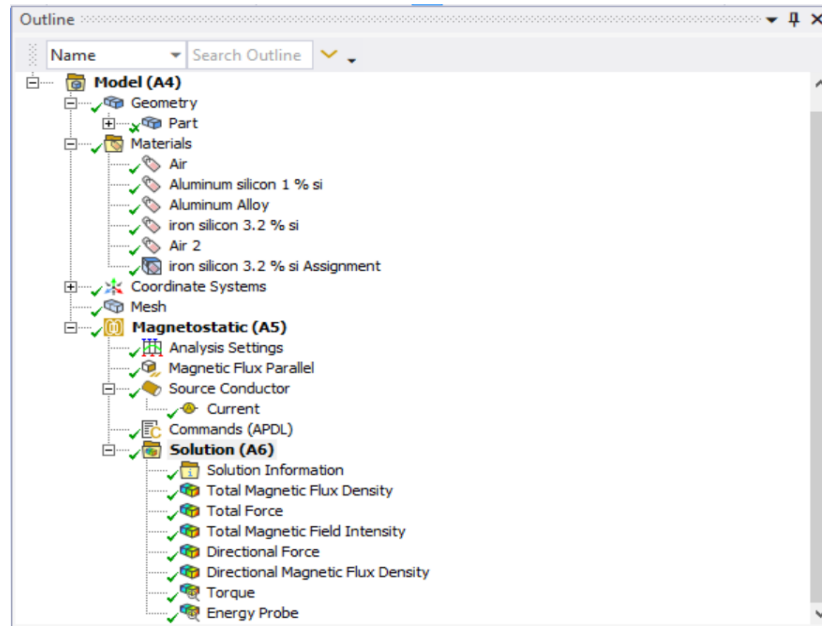 Outline
Name Search Outline
Model (A4)
Geometry
Part
Materials
Air
Aluminum silicon 1 % si
Aluminum Alloy
iron silicon 3.2 % si
Air 2
iron silicon 3.2 % si Assignment
Coordinate Systems
Mesh
Magnetostatic (A5)
Analysis Settings
Magnetic Flux Parallel
Source Conductor
Current
Commands (APDL)
Solution (A6)
Solution Information
Total Magnetic Flux Density
Total Force
Total Magnetic Field Intensity
Directional Force
Directional Magnetic Flux Density
Torque
Energy Probe